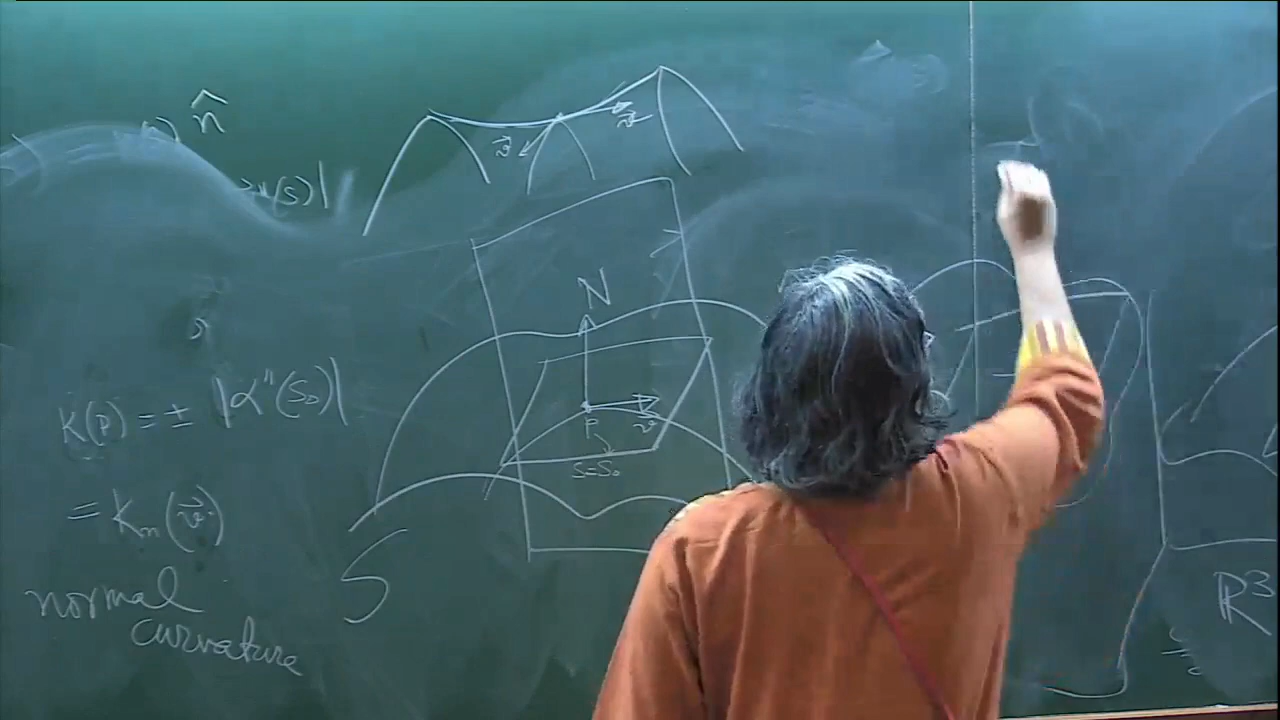 n̂
(s)|
v⃗
v⃗
N
K(p) = ± |α''(s₀)|
p
v⃗
s=s₀
= Kₙ(v⃗)
S
normal
curvature
ℝ³